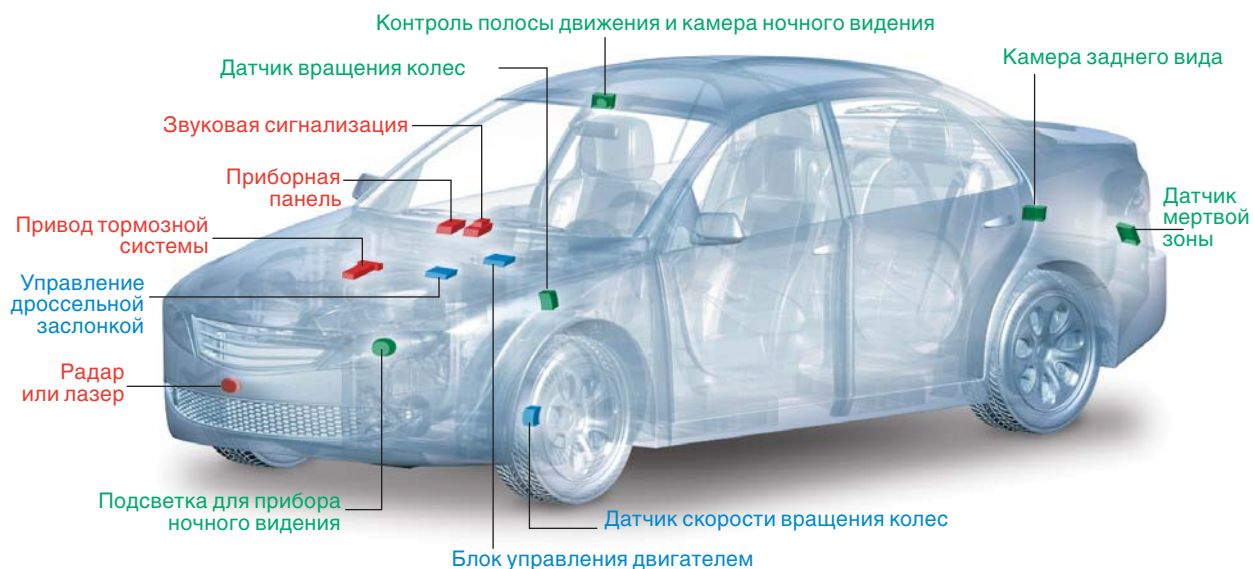 Контроль полосы движения и камера ночного видения
Камера заднего вида
Датчик вращения колес
Звуковая сигнализация
Приборная
панель
Датчик
мертвой
зоны
Привод тормозной
системы
Управление
дроссельной
заслонкой
Радар
или лазер
Подсветка для прибора
ночного видения
Датчик скорости вращения колес
Блок управления двигателем